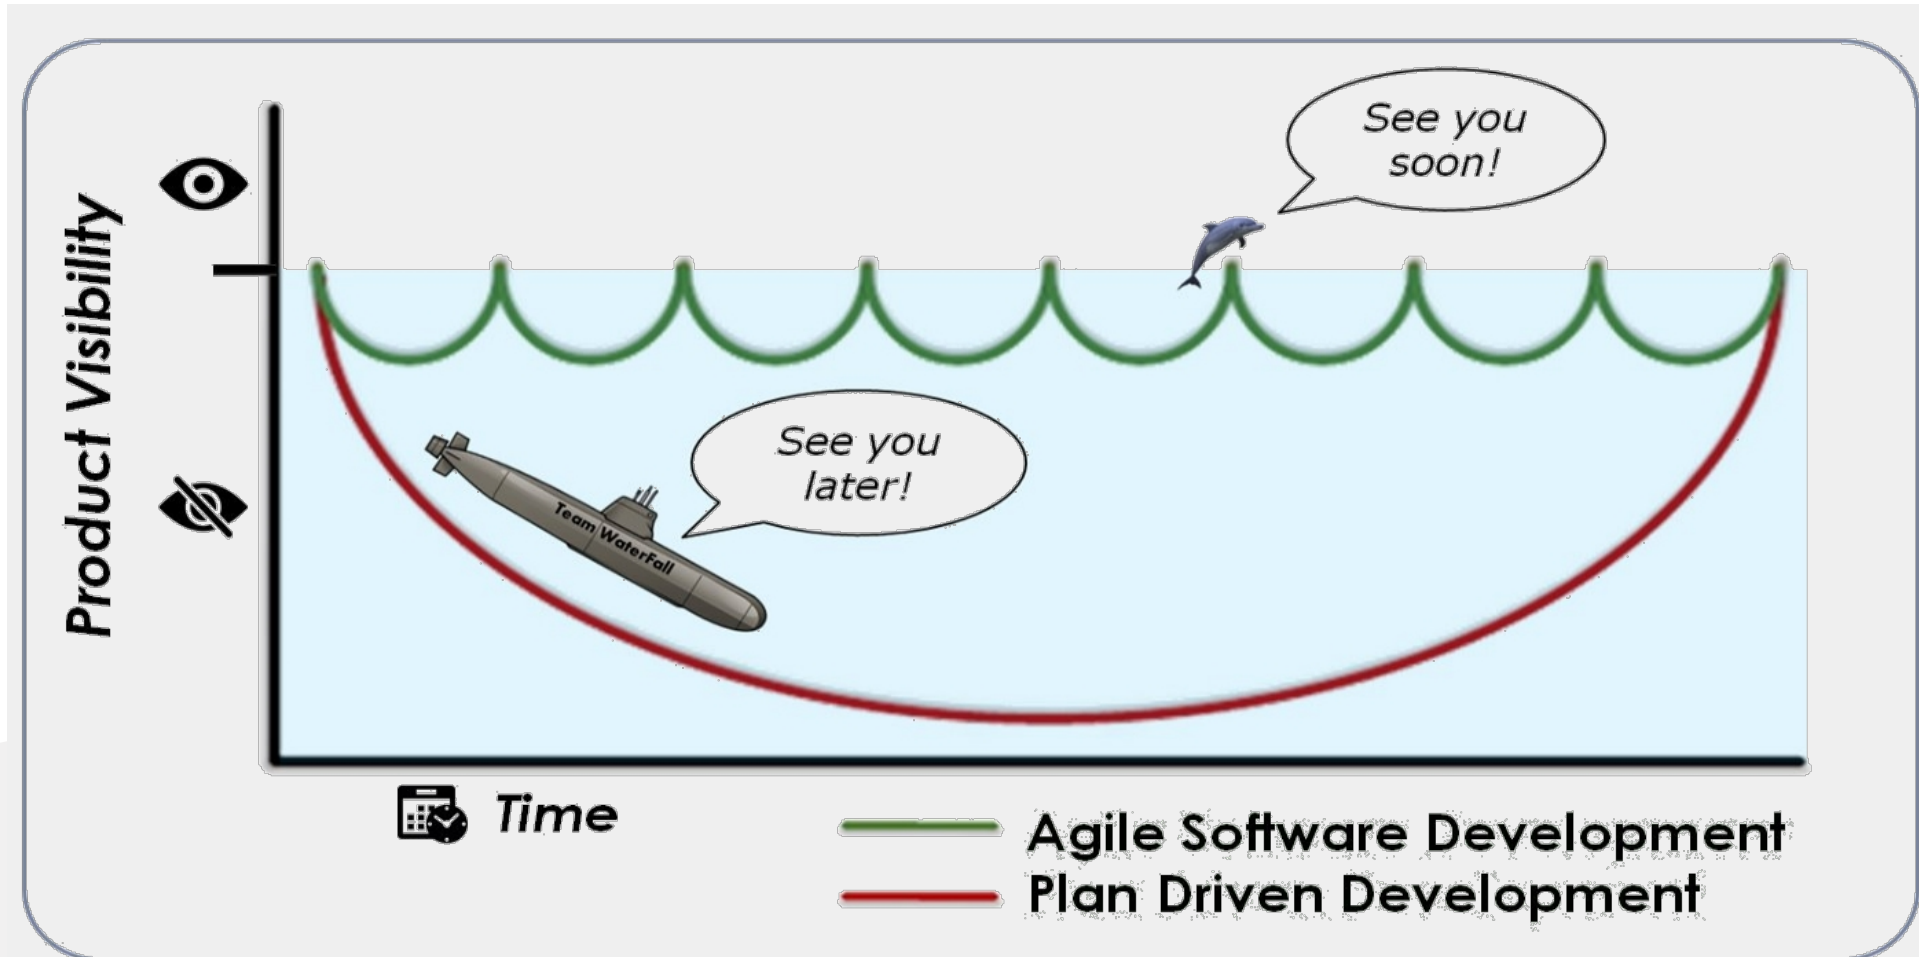 See you
soon!
Product Visibility
See you
later!
Team WaterFall
Time
Agile Software Development
Plan Driven Development